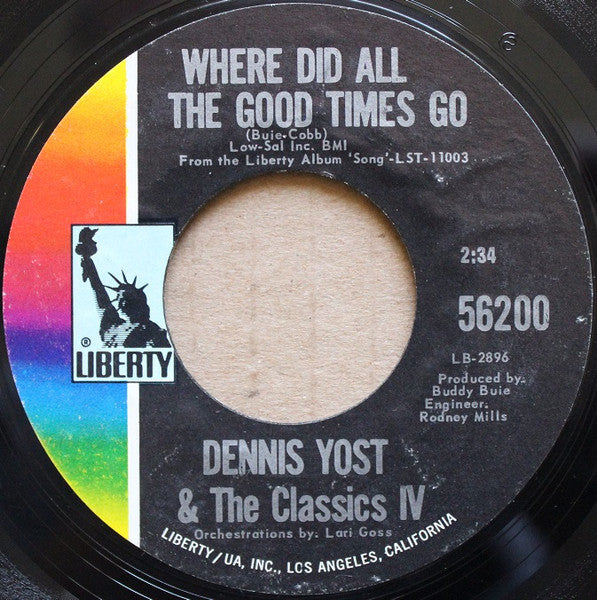 WHERE DID ALL
THE GOOD TIMES GO
(Buie-Cobb)
Low-Sal Inc. BMI
From the Liberty Album 'Song'-LST-11003
2:34
56200
LB-2896
Produced by:
Buddy Buie
Engineer:
Rodney Mills
®
LIBERTY
DENNIS YOST
& The Classics IV
Orchestrations by: Lari Goss
LIBERTY/UA, INC., LOS ANGELES, CALIFORNIA